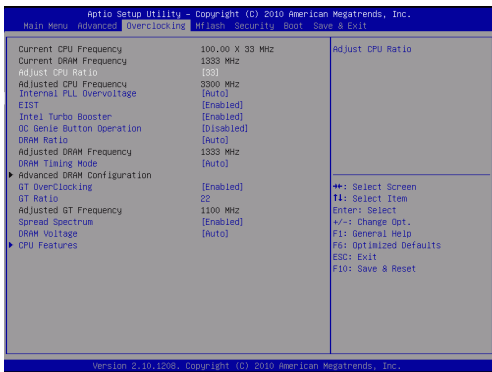 Aptio Setup Utility – Copyright (C) 2010 American Megatrends, Inc.
Main Menu Advanced Overclocking Mflash Security Boot Save & Exit
Current CPU Frequency 100.00 X 33 MHz
Current DRAM Frequency 1333 MHz
Adjust CPU Ratio [33]
Adjusted CPU Frequency 3300 MHz
Internal PLL Overvoltage [Auto]
EIST [Enabled]
Intel Turbo Booster [Enabled]
OC Genie Button Operation [Disabled]
DRAM Ratio [Auto]
Adjusted DRAM Frequency 1333 MHz
DRAM Timing Mode [Auto]
Advanced DRAM Configuration
GT OverClocking [Enabled]
GT Ratio 22
Adjusted GT Frequency 1100 MHz
Spread Spectrum [Enabled]
DRAM Voltage [Auto]
CPU Features
Adjust CPU Ratio
→←: Select Screen
↑↓: Select Item
Enter: Select
+/-: Change Opt.
F1: General Help
F6: Optimized Defaults
ESC: Exit
F10: Save & Reset
Version 2.10.1208. Copyright (C) 2010 American Megatrends, Inc.